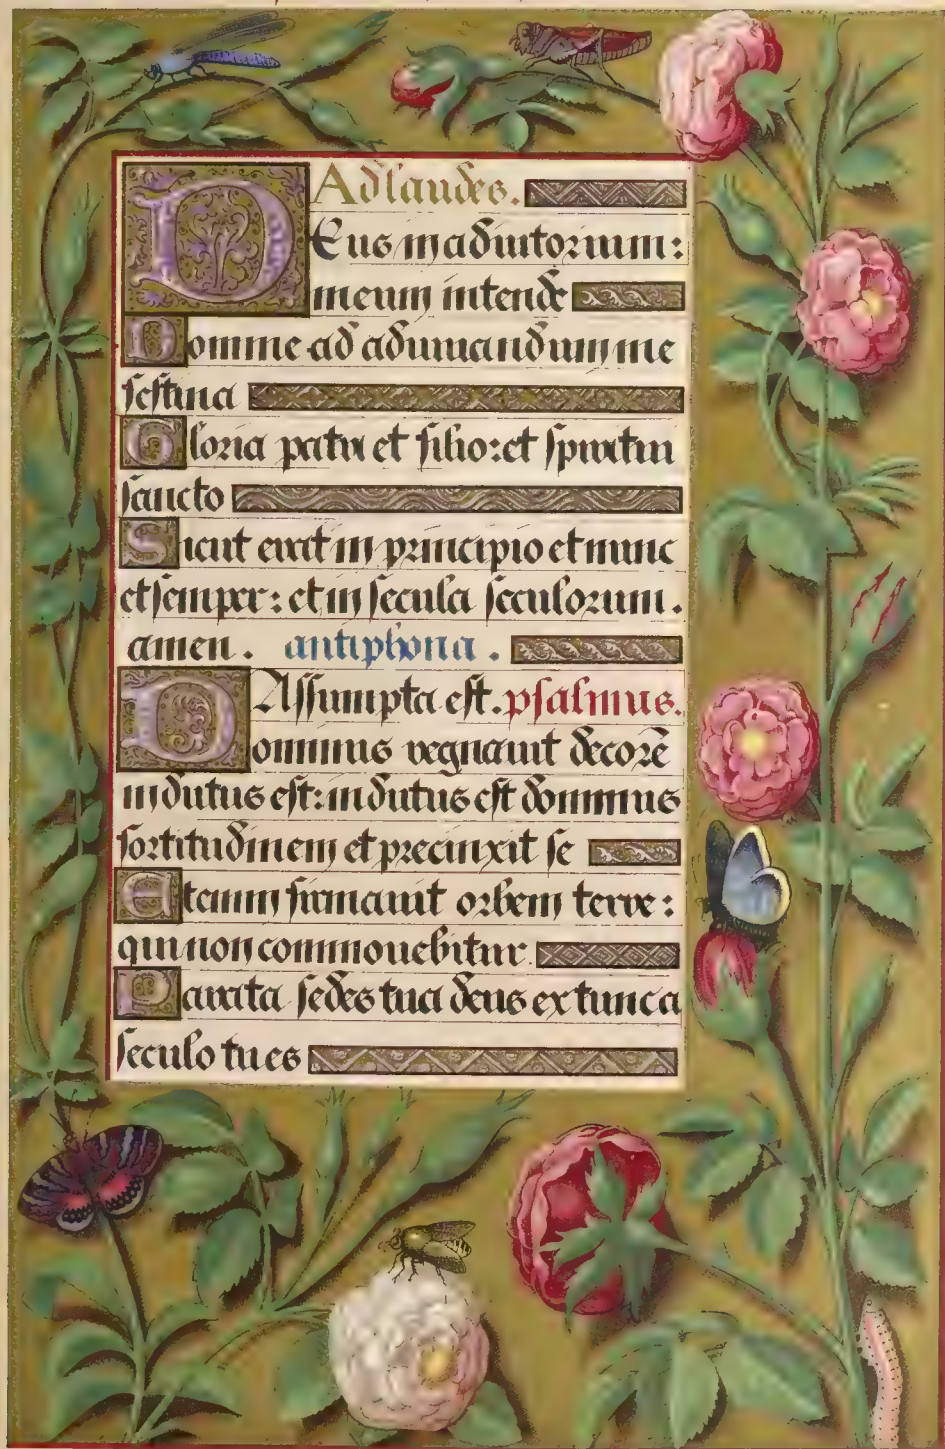 Ad laudes.
Deus in adiutorium:
meum intende
Domine ad adiuuandum me
festina
Gloria patri et filio: et spiritui
sancto
Sicut erat in principio et nunc
et semper: et in secula seculorum.
amen. antiphona.
Assumpta est. psalmus.
Dominus regnauit decorē
indutus est: indutus est dominus
fortitudinem et precinxit se
Etenim firmauit orbem terre:
qui non commouebitur
Parata sedes tua deus ex tunc a
seculo tu es